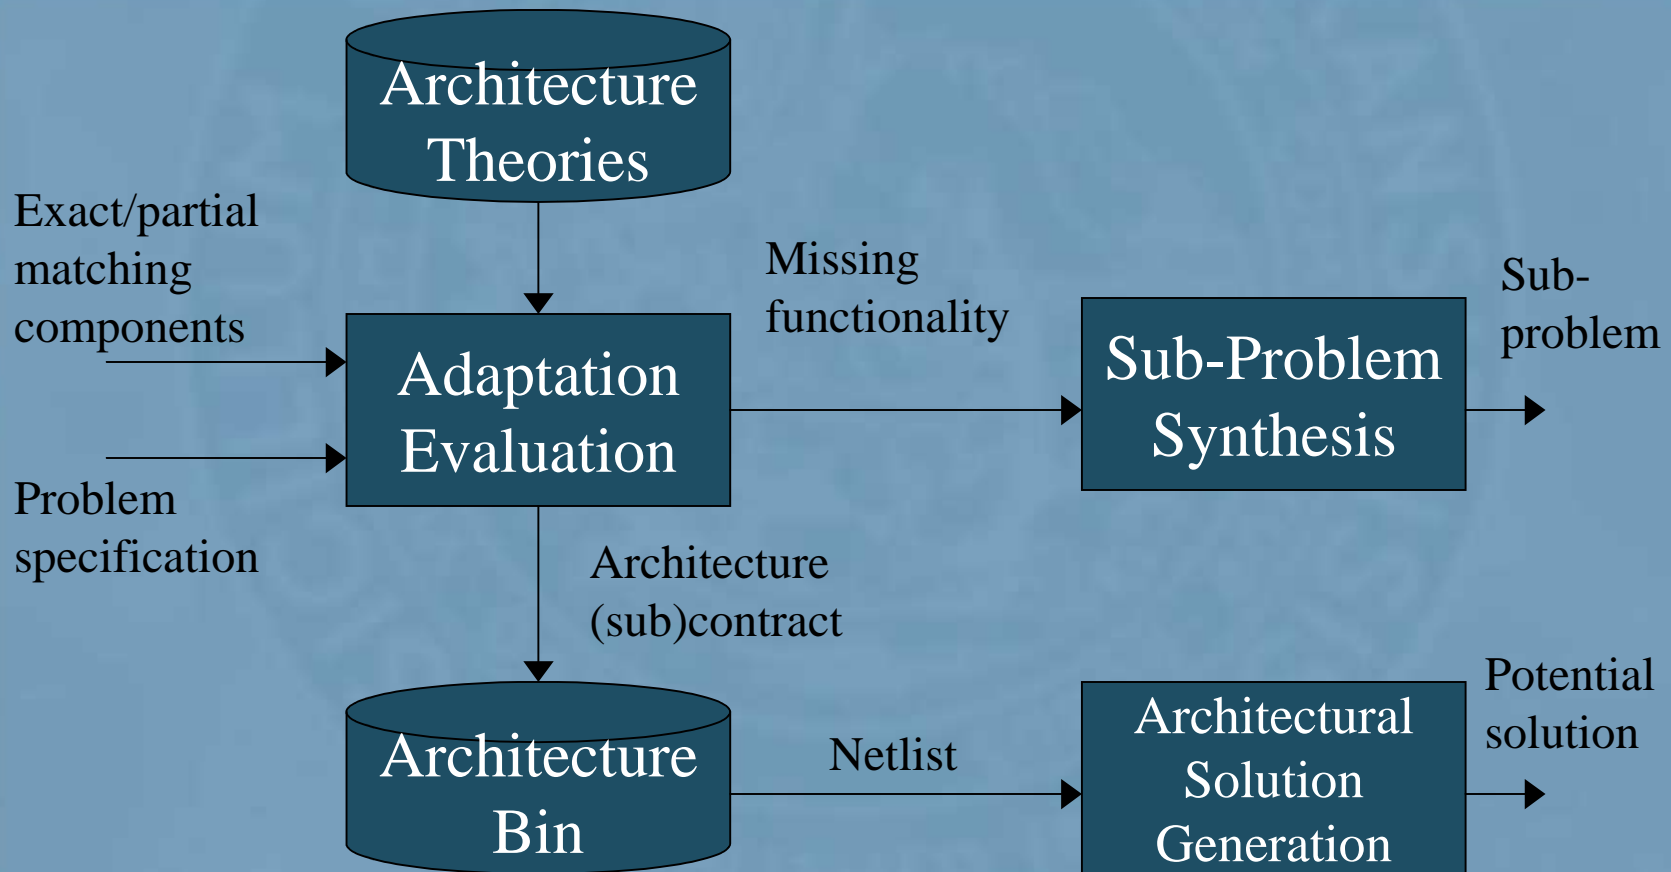 Architecture
Theories
Exact/partial
matching
components
Missing
functionality
Sub-
problem
Adaptation
Evaluation
Sub-Problem
Synthesis
Problem
specification
Architecture
(sub)contract
Architecture
Bin
Netlist
Architectural
Solution
Generation
Potential
solution